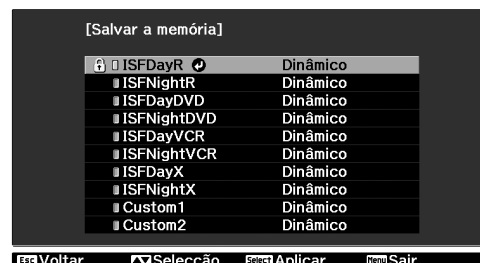 [Salvar a memória]
ISFDayR Dinâmico
ISFNightR Dinâmico
ISFDayDVD Dinâmico
ISFNightDVD Dinâmico
ISFDayVCR Dinâmico
ISFNightVCR Dinâmico
ISFDayX Dinâmico
ISFNightX Dinâmico
Custom1 Dinâmico
Custom2 Dinâmico
Esc Voltar Selecção Select Aplicar Menu Sair